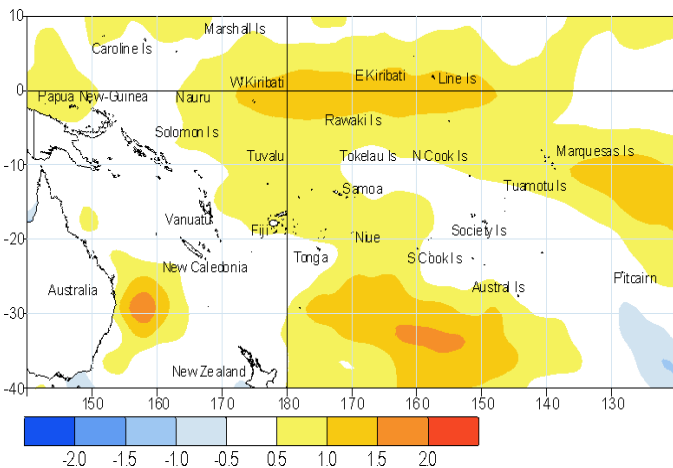 10
Marshall Is
Caroline Is
W Kiribati E Kiribati Line Is
0
Papua New-Guinea Nauru
Rawaki Is
Solomon Is
-10
Tuvalu Tokelau Is N Cook Is Marquesas Is
Samoa Tuamotu Is
Vanuatu
-20
Fiji Niue Society Is
Tonga S Cook Is
New Caledonia
Australia Austral Is Pitcairn
-30
New Zealand
-40
150 160 180 170 160 150 140 130
-2.0 -1.5 -1.0 -0.5 0.5 1.0 1.5 2.0